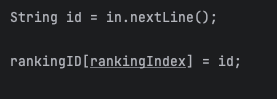 String id = in.nextLine();
rankingID[rankingIndex] = id;